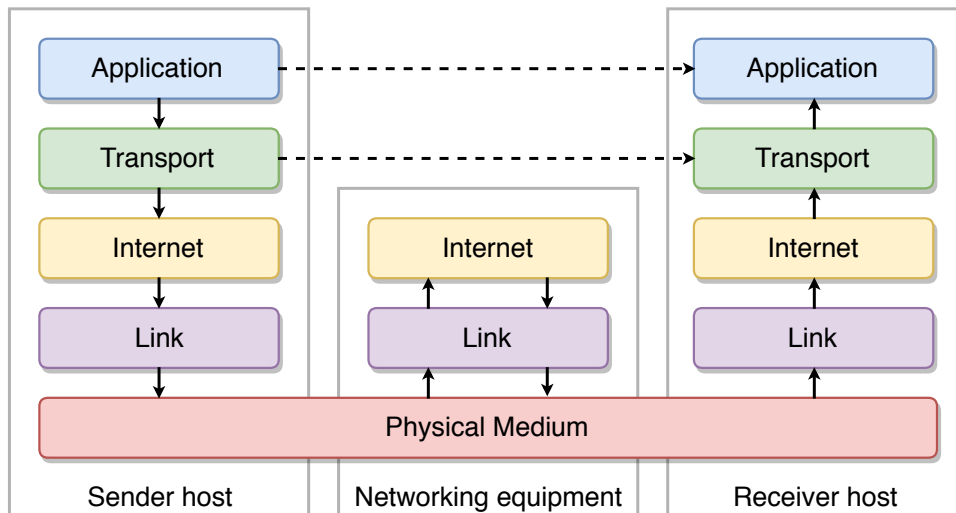 Application
Application
Transport
Transport
Internet
Internet
Internet
Link
Link
Link
Physical Medium
Sender host
Networking equipment
Receiver host